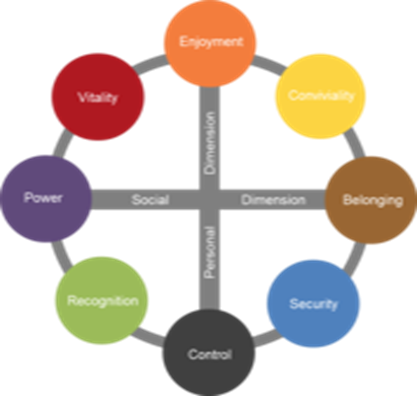 Enjoyment
Vitality
Conviviality
Dimension
Power
Social
Dimension
Belonging
Personal
Recognition
Security
Control